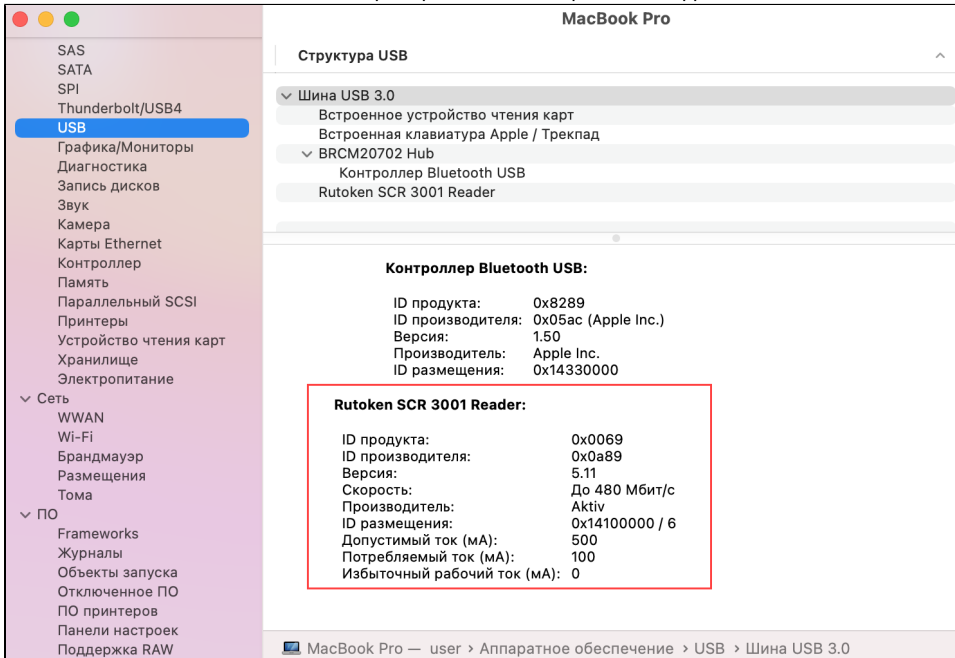 MacBook Pro
SAS
SATA
SPI
Thunderbolt/USB4
USB
Графика/Мониторы
Диагностика
Запись дисков
Звук
Камера
Карты Ethernet
Контроллер
Память
Параллельный SCSI
Принтеры
Устройство чтения карт
Хранилище
Электропитание
Сеть
WWAN
Wi-Fi
Брандмауэр
Размещения
Тома
ПО
Frameworks
Журналы
Объекты запуска
Отключенное ПО
ПО принтеров
Панели настроек
Поддержка RAW
Структура USB
Шина USB 3.0
Встроенное устройство чтения карт
Встроенная клавиатура Apple / Трекпад
BRCM20702 Hub
Контроллер Bluetooth USB
Rutoken SCR 3001 Reader
Контроллер Bluetooth USB:
ID продукта: 0x8289
ID производителя: 0x05ac (Apple Inc.)
Версия: 1.50
Производитель: Apple Inc.
ID размещения: 0x14330000
Rutoken SCR 3001 Reader:
ID продукта: 0x0069
ID производителя: 0x0a89
Версия: 5.11
Скорость: До 480 Мбит/с
Производитель: Aktiv
ID размещения: 0x14100000 / 6
Допустимый ток (мА): 500
Потребляемый ток (мА): 100
Избыточный рабочий ток (мА): 0
MacBook Pro — user › Аппаратное обеспечение › USB › Шина USB 3.0